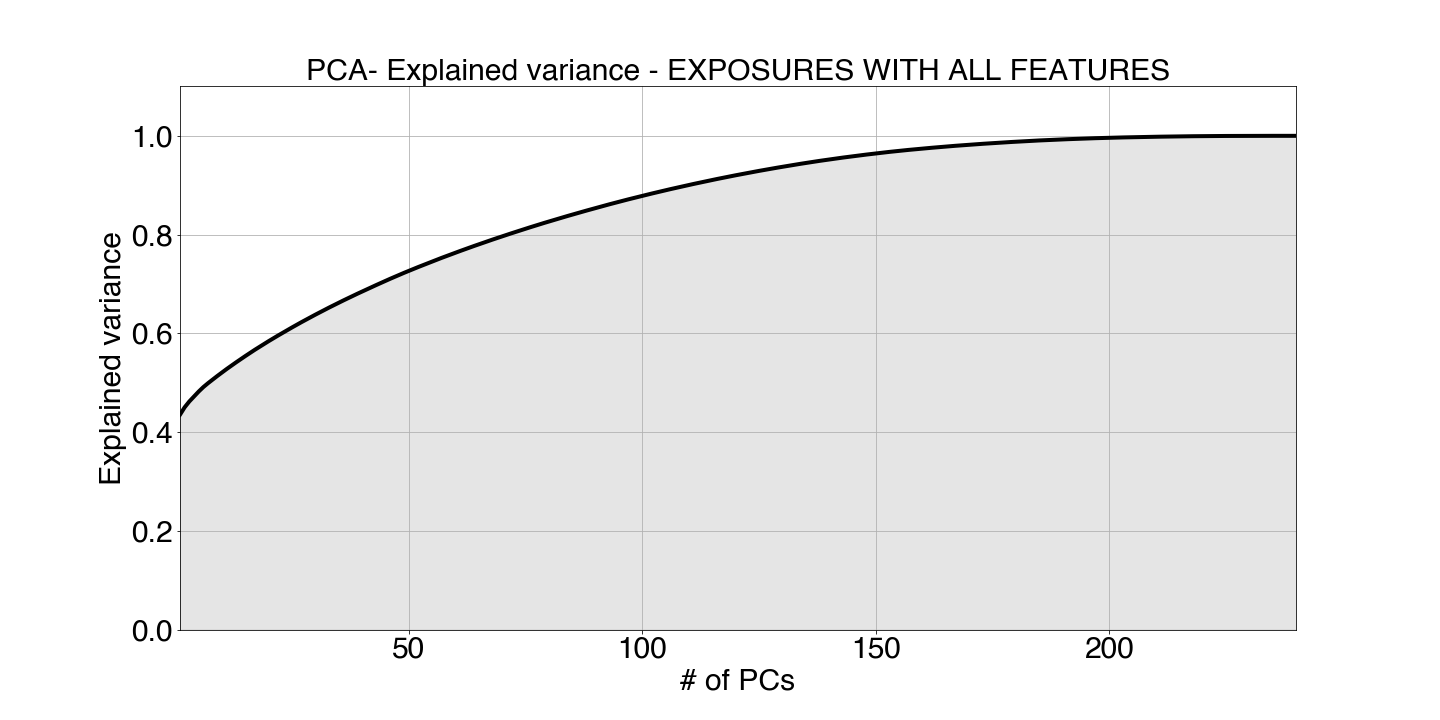 PCA- Explained variance - EXPOSURES WITH ALL FEATURES
Explained variance
1.0
0.8
0.6
0.4
0.2
0.0
50 100 150 200
# of PCs